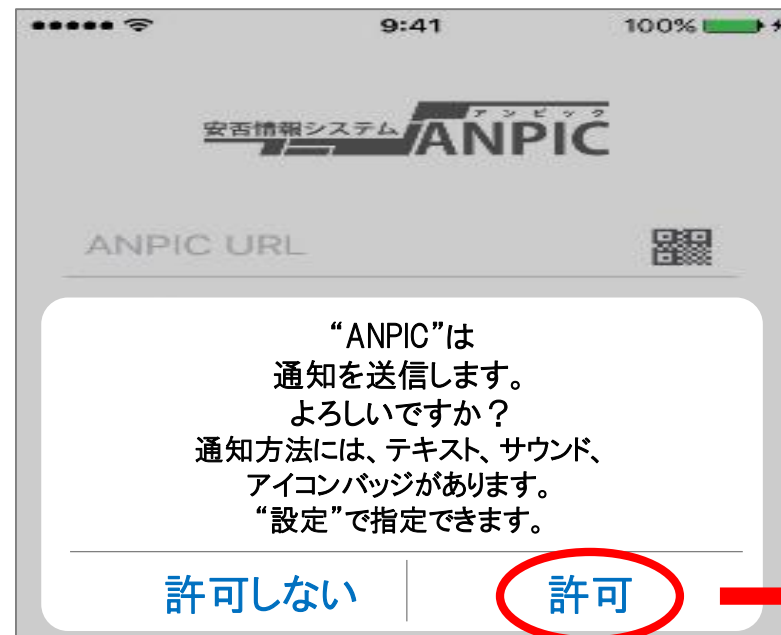 9:41
100%
アンピック
安否情報システム ANPIC
ANPIC URL
“ANPIC”は
通知を送信します。
よろしいですか？
通知方法には、テキスト、サウンド、
アイコンバッジがあります。
“設定”で指定できます。
許可しない
許可